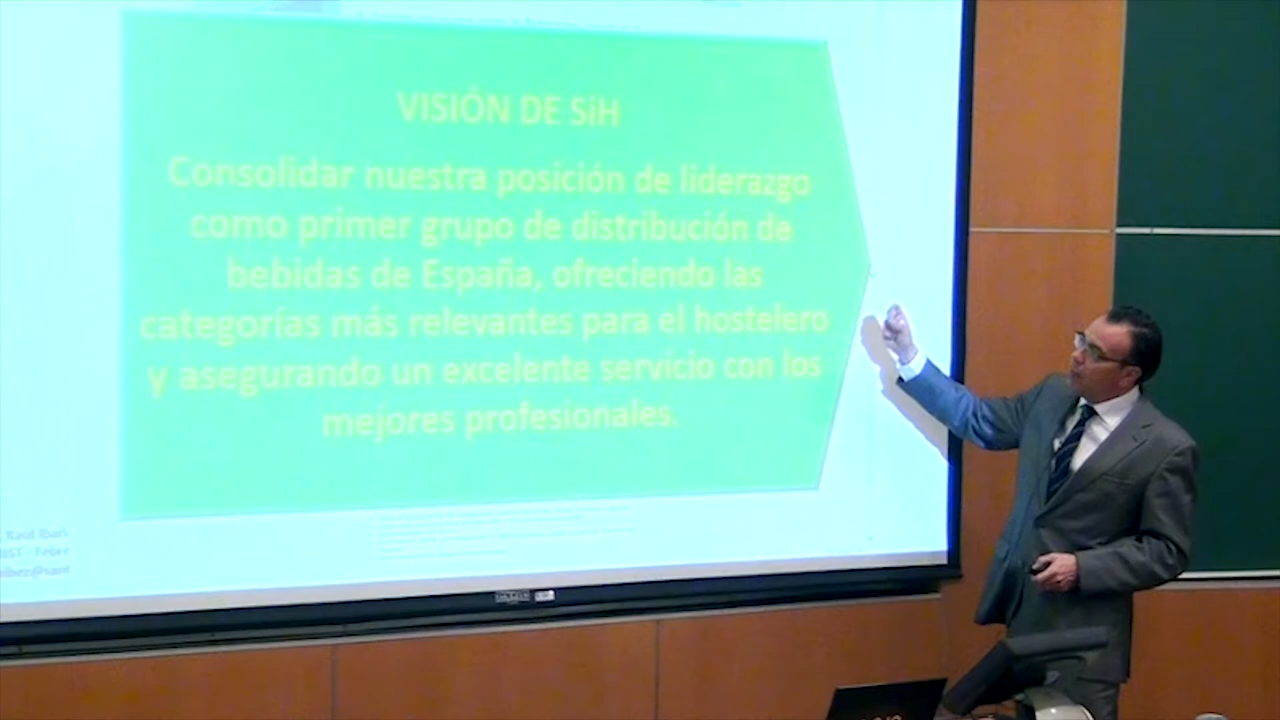 VISIÓN DE SiH
Consolidar nuestra posición de liderazgo
como primer grupo de distribución de
bebidas de España, ofreciendo las
categorías más relevantes para el hostelero
y asegurando un excelente servicio con los
mejores profesionales.